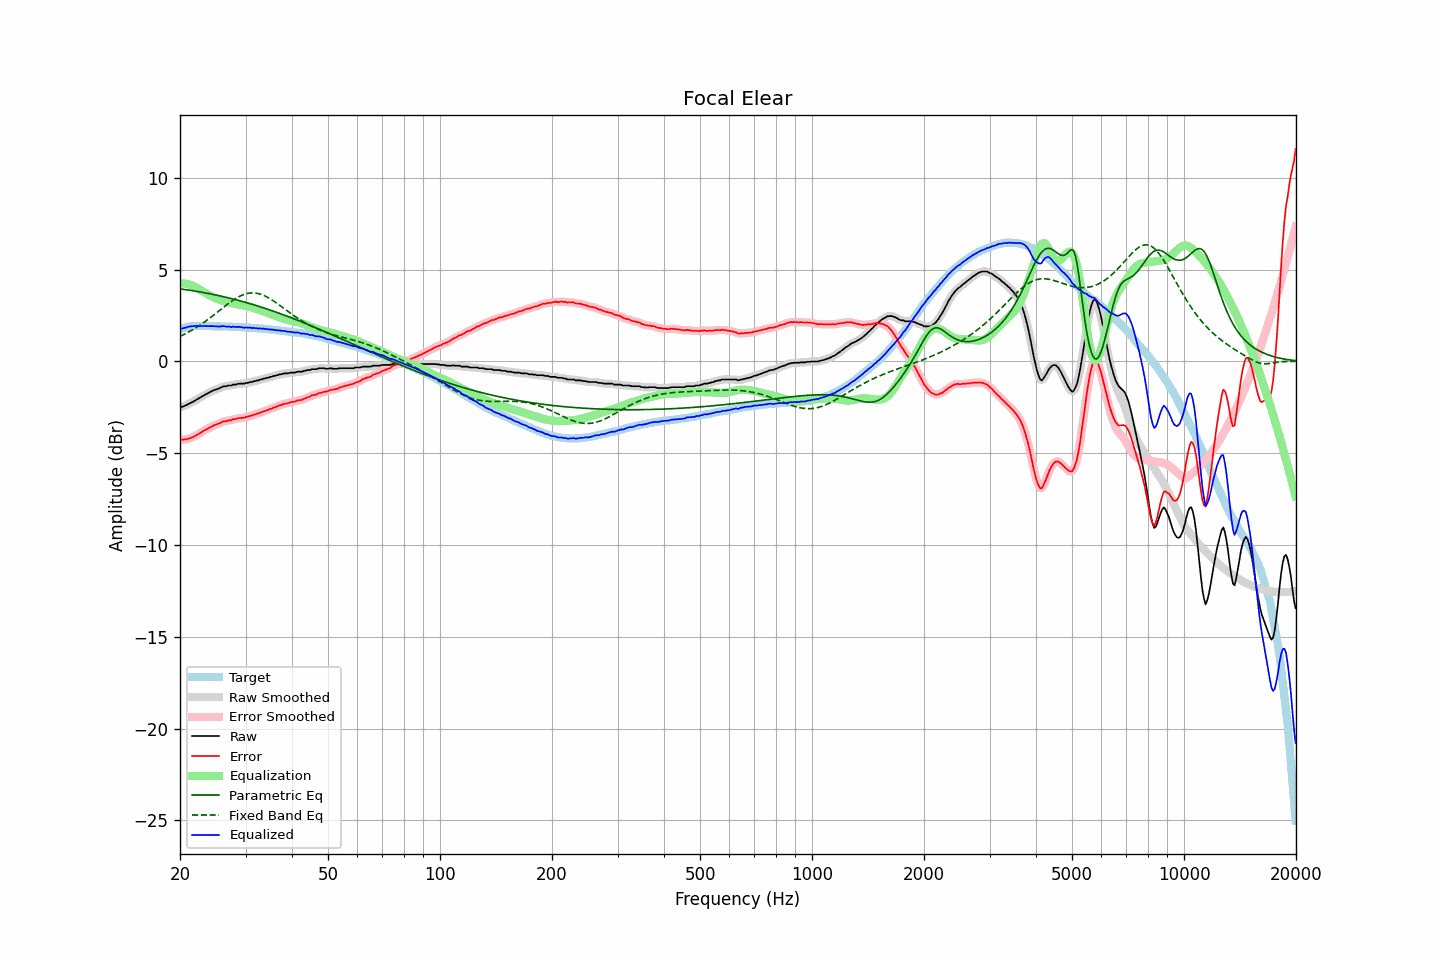 Focal Elear
Amplitude (dBr)
10
5
0
−5
−10
−15
−20
−25
Target
Raw Smoothed
Error Smoothed
Raw
Error
Equalization
Parametric Eq
Fixed Band Eq
Equalized
20 50 100 200 500 1000 2000 5000 10000 20000
Frequency (Hz)